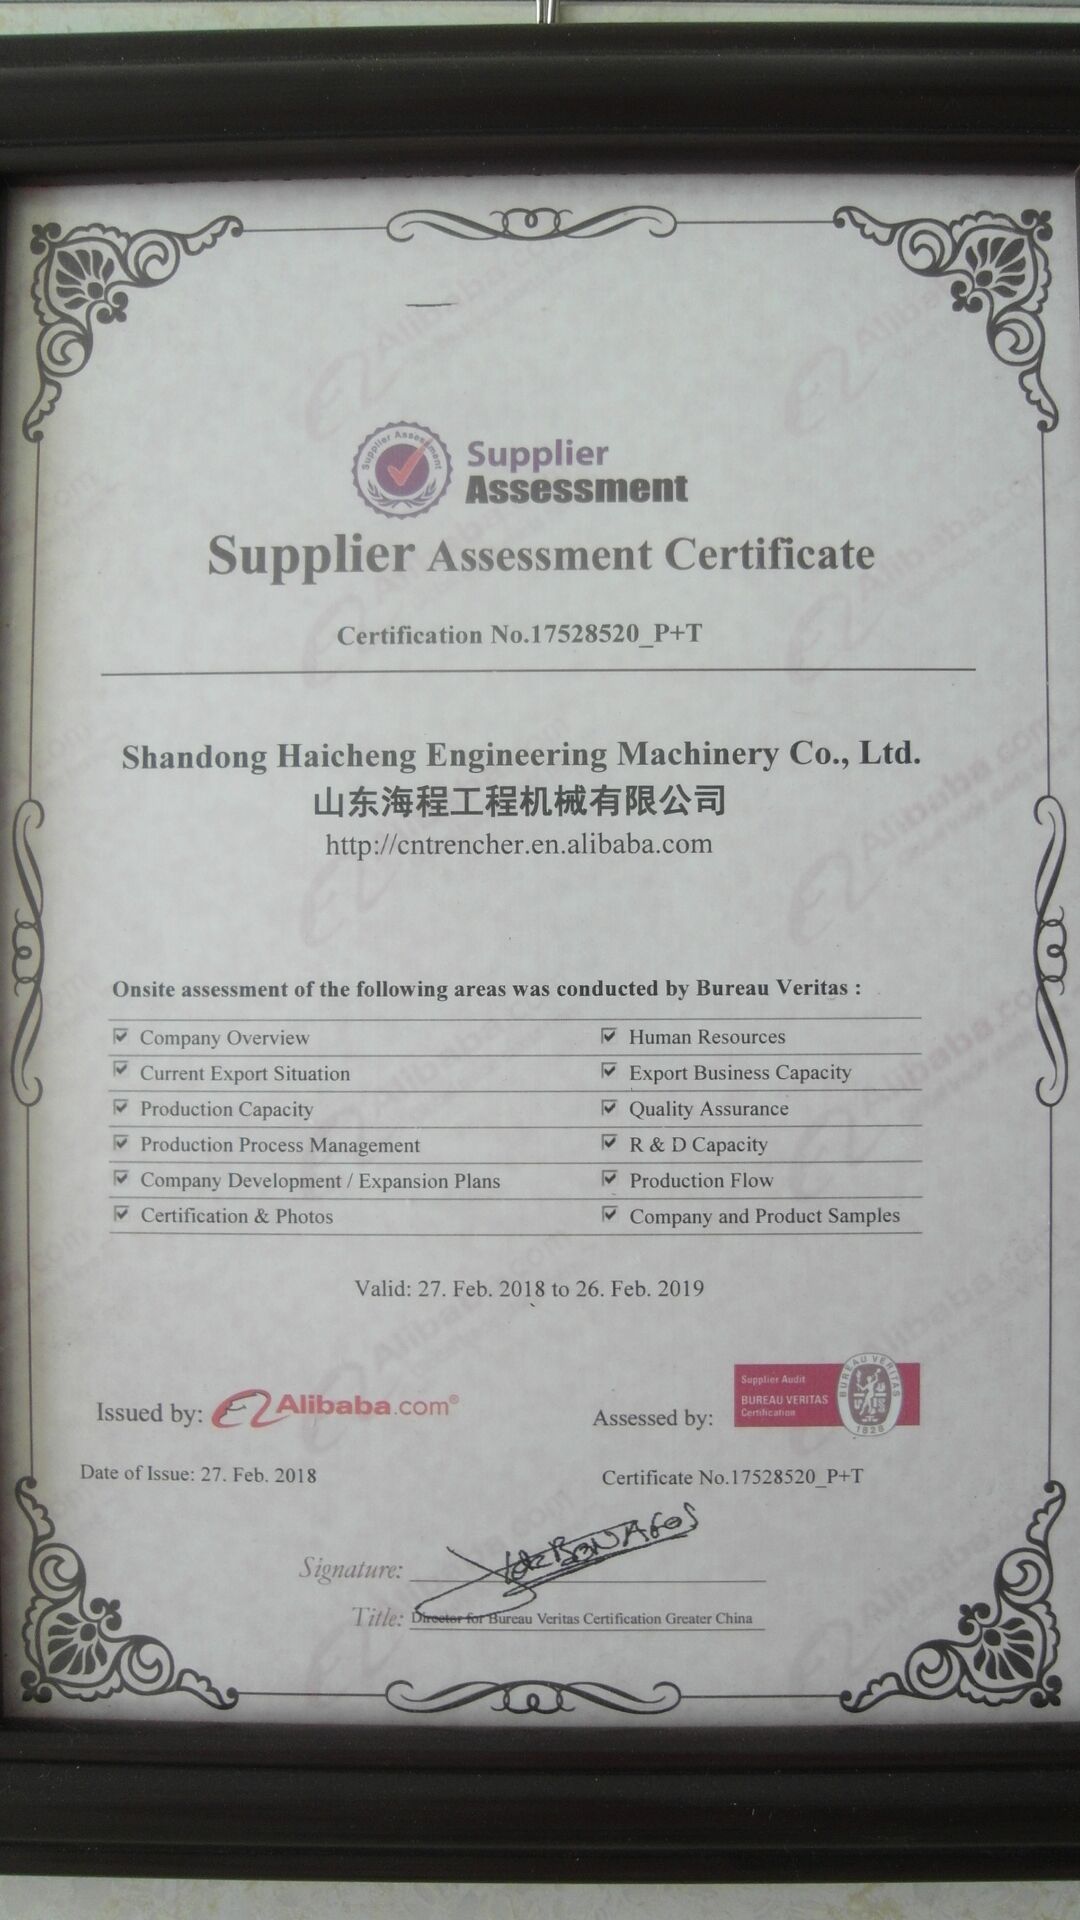 Supplier Assessment
Supplier
Assessment
Supplier Assessment Certificate
Certification No.17528520_P+T
Shandong Haicheng Engineering Machinery Co., Ltd.
山东海程工程机械有限公司
http://cntrencher.en.alibaba.com
Onsite assessment of the following areas was conducted by Bureau Veritas :
Company Overview
Human Resources
Current Export Situation
Export Business Capacity
Production Capacity
Quality Assurance
Production Process Management
R & D Capacity
Company Development / Expansion Plans
Production Flow
Certification & Photos
Company and Product Samples
Valid: 27. Feb. 2018 to 26. Feb. 2019
Issued by: Alibaba.com®
Assessed by:
Supplier Audit
BUREAU VERITAS
Certification
BUREAU VERITAS
1828
Date of Issue: 27. Feb. 2018
Certificate No.17528520_P+T
Signature:
Title: Director for Bureau Veritas Certification Greater China